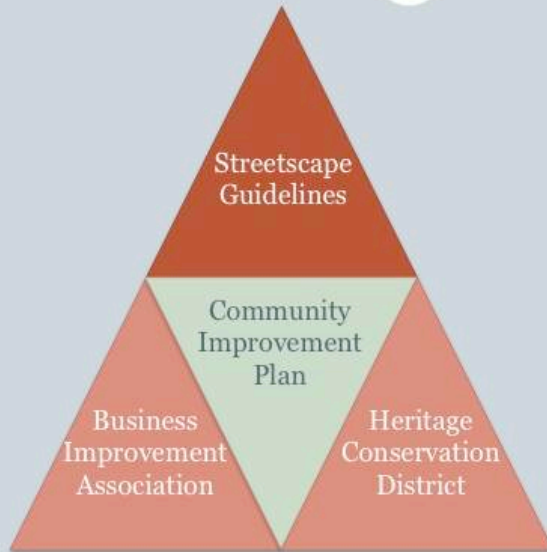 Streetscape
Guidelines
Community
Improvement
Plan
Business
Improvement
Association
Heritage
Conservation
District